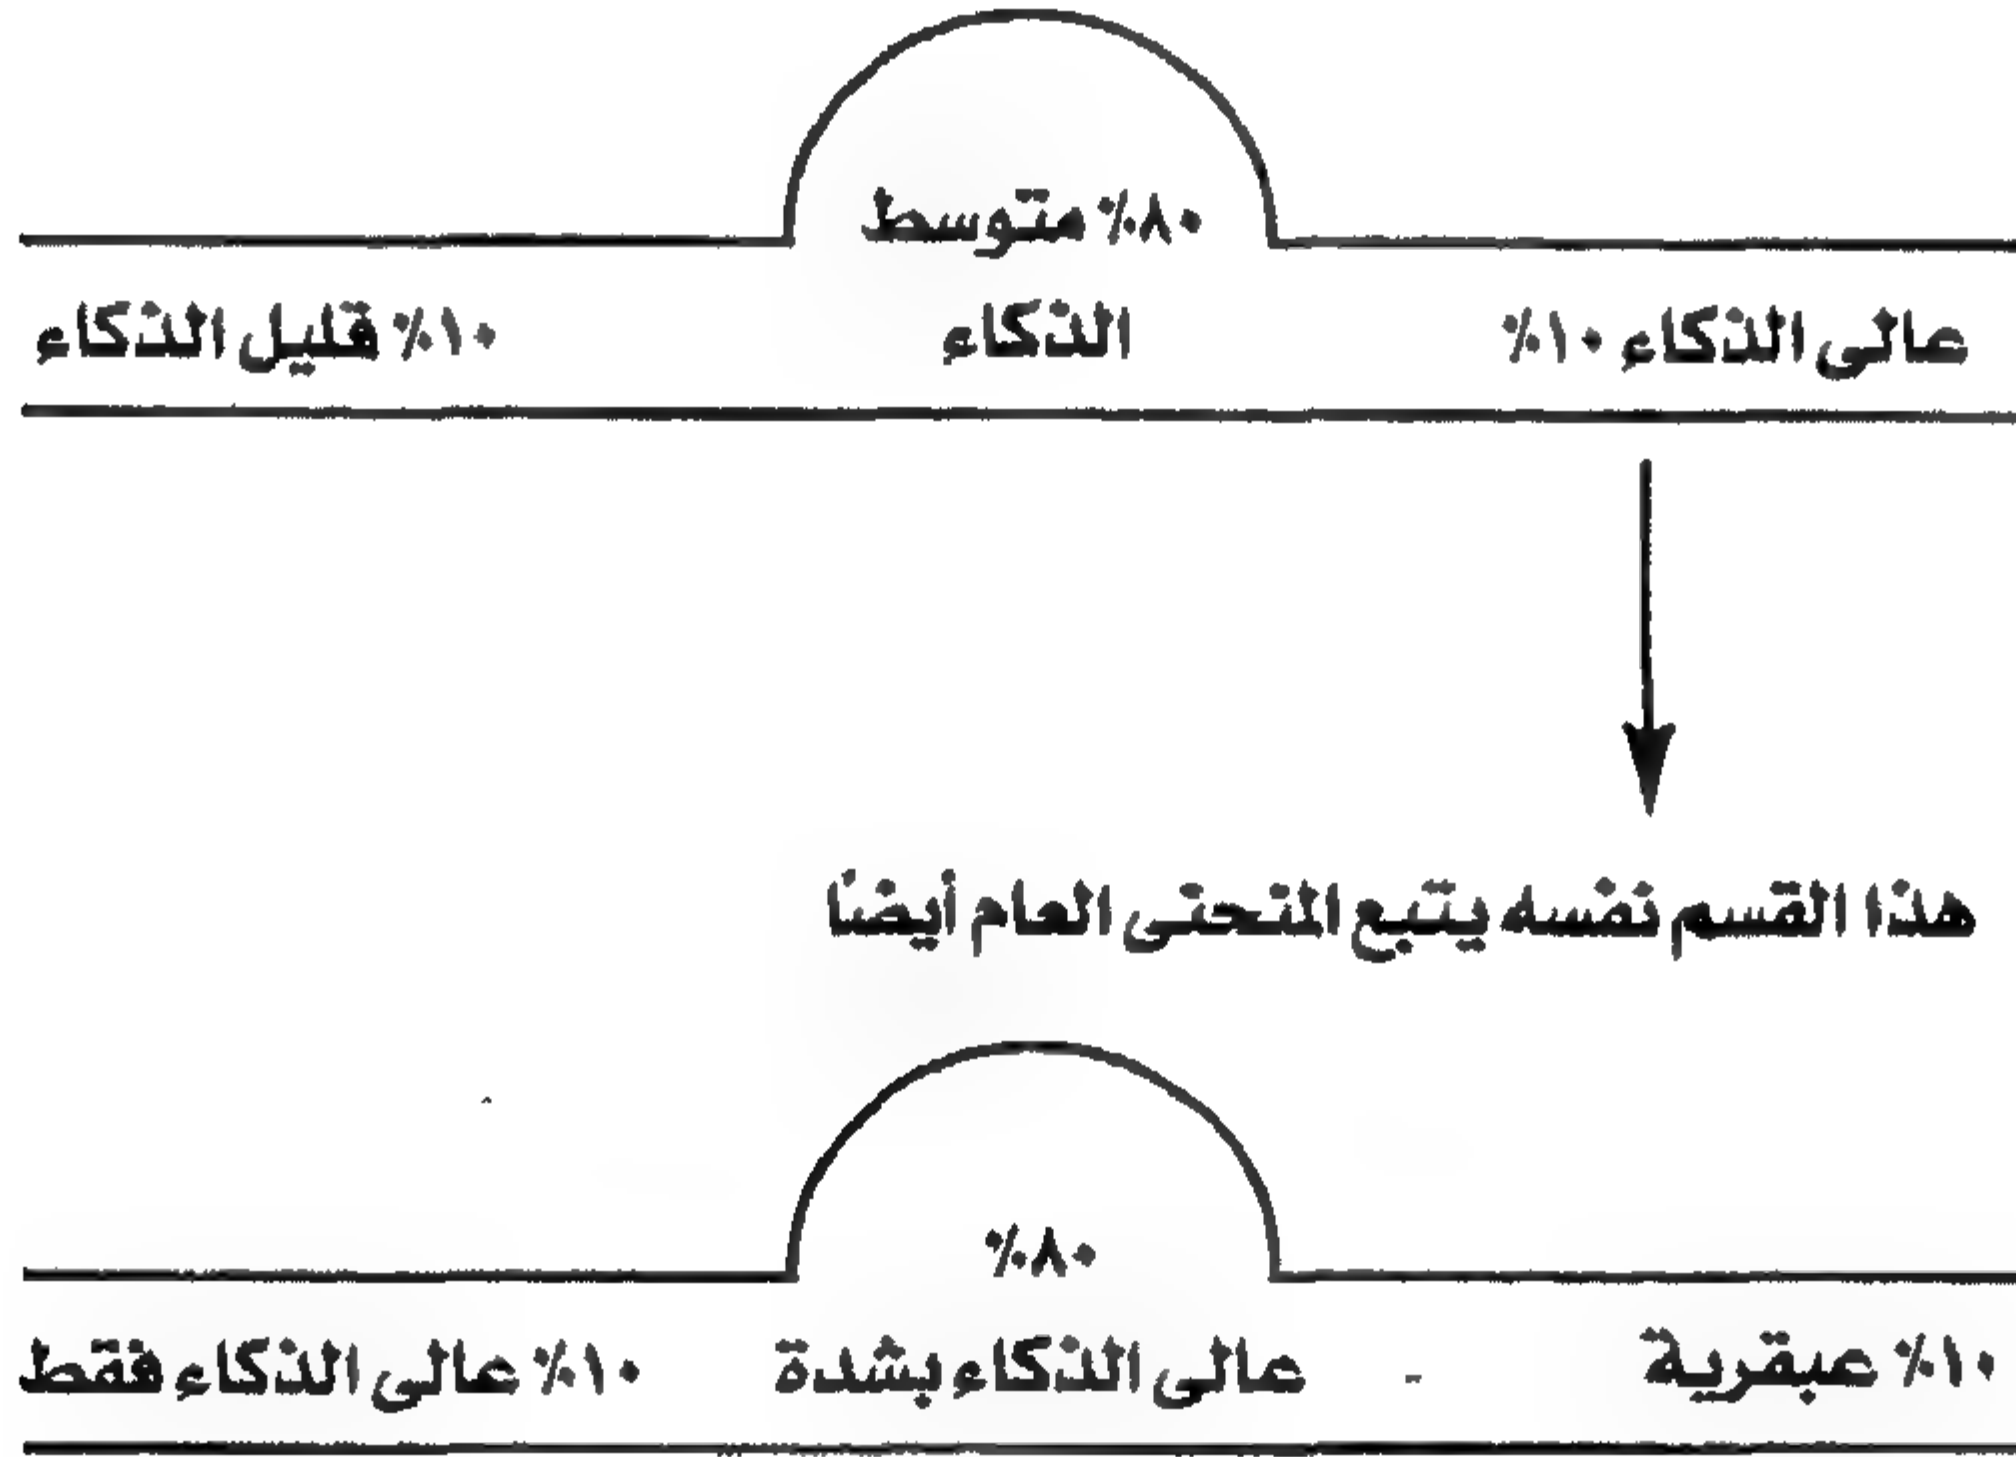 ٨٠٪ متوسط
عالى الذكاء ١٠٪ الذكاء ١٠٪ قليل الذكاء
هذا القسم نفسه يتبع المنحنى العام أيضًا
٨٠٪
١٠٪ عبقرية - عالى الذكاء بشدة ١٠٪ عالى الذكاء فقط